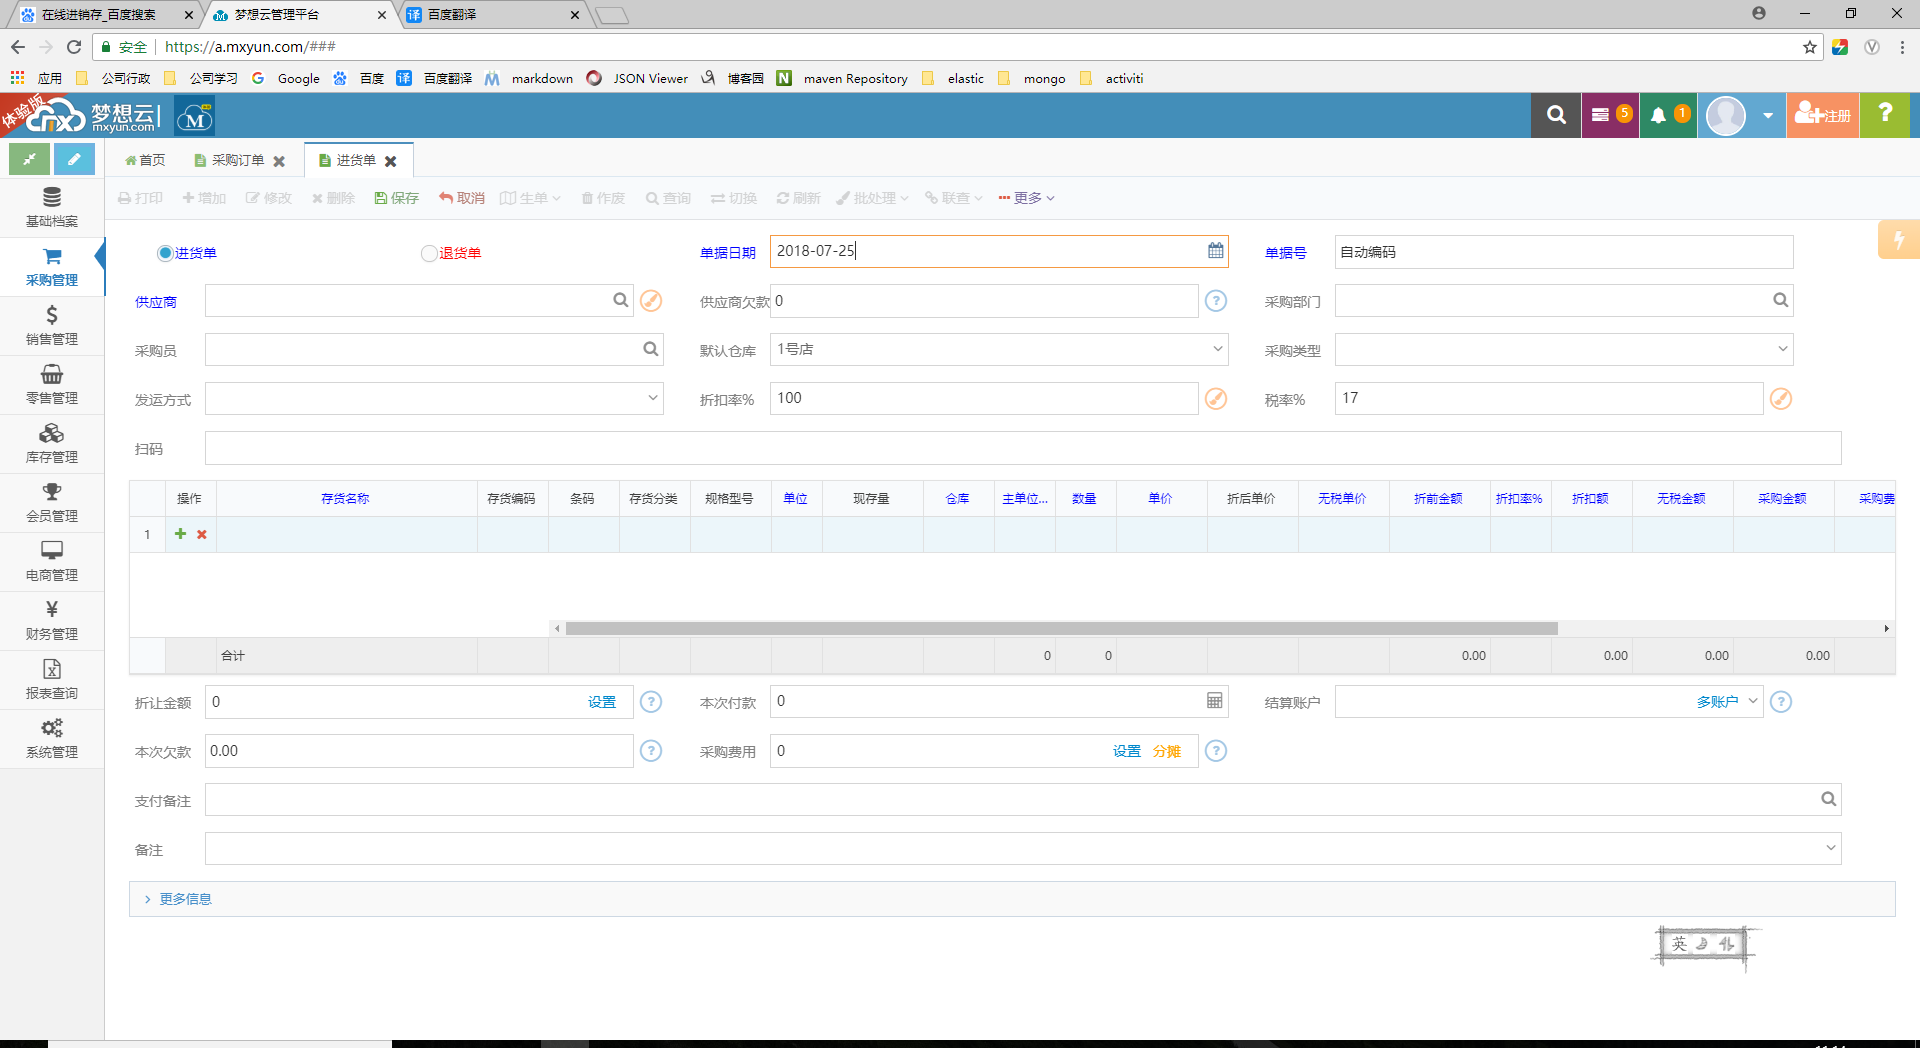 在线进销存_百度搜索
梦想云管理平台
百度翻译
安全 https://a.mxyun.com/###
应用 公司行政 公司学习 Google 百度 百度翻译 markdown JSON Viewer 博客园 maven Repository elastic mongo activiti
体验版 梦想云 mxyun.com M 5 1 注册 ?
首页 采购订单 进货单
打印 增加 修改 删除 保存 取消 生单 作废 查询 切换 刷新 批处理 联查 更多
基础档案
采购管理
销售管理
零售管理
库存管理
会员管理
电商管理
财务管理
报表查询
系统管理
进货单 退货单 单据日期 2018-07-25 单据号 自动编码
供应商 供应商欠款 0 采购部门
采购员 默认仓库 1号店 采购类型
发运方式 折扣率% 100 税率% 17
扫码
操作 存货名称 存货编码 条码 存货分类 规格型号 单位 现存量 仓库 主单位... 数量 单价 折后单价 无税单价 折前金额 折扣率% 折扣额 无税金额 采购金额 采购费
1
合计 0 0 0.00 0.00 0.00 0.00
折让金额 0 设置 本次付款 0 结算账户 多账户
本次欠款 0.00 采购费用 0 设置 分摊
支付备注
备注
更多信息
英